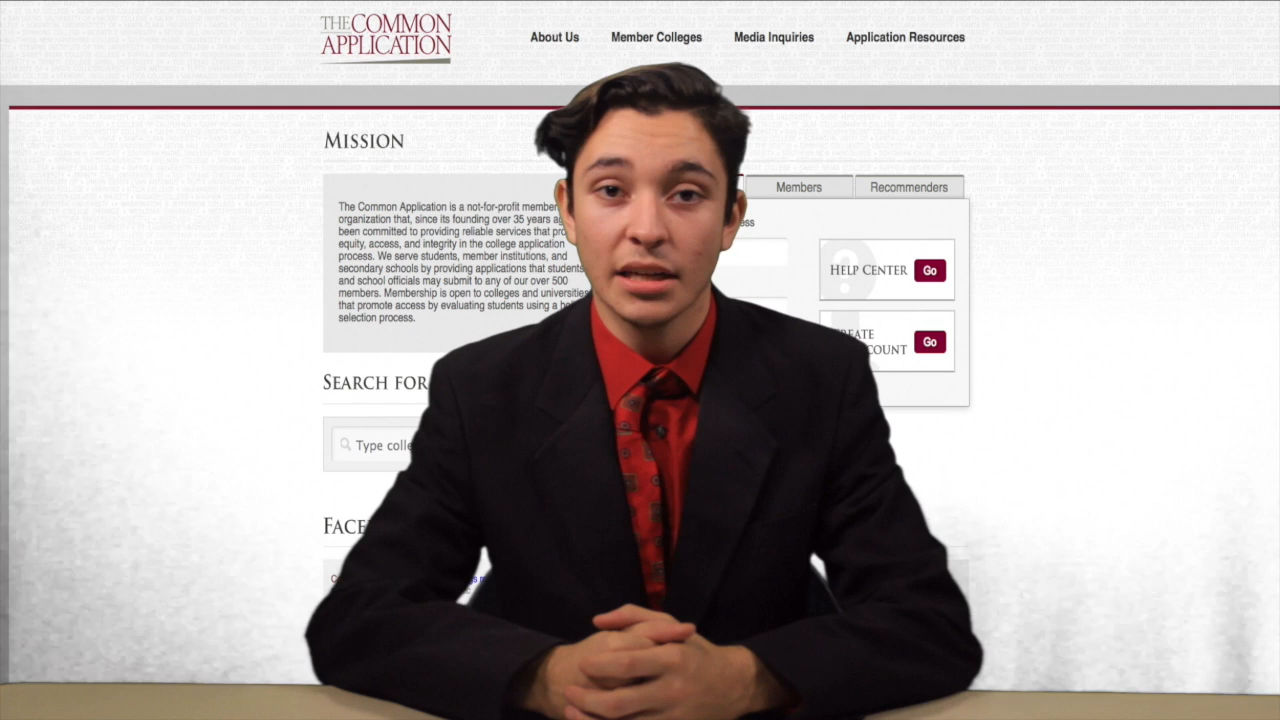 THE COMMON
APPLICATION
About Us Member Colleges Media Inquiries Application Resources
MISSION
Members Recommenders
The Common Application is a not-for-profit member
organization that, since its founding over 35 years
been committed to providing reliable services that
equity, access, and integrity in the college application
process. We serve students, member institutions, and
secondary schools by providing applications that students
and school officials may submit to any of our over 500
members. Membership is open to colleges and universities
that promote access by evaluating students using a
selection process.
HELP CENTER Go
Go
SEARCH FOR
Type